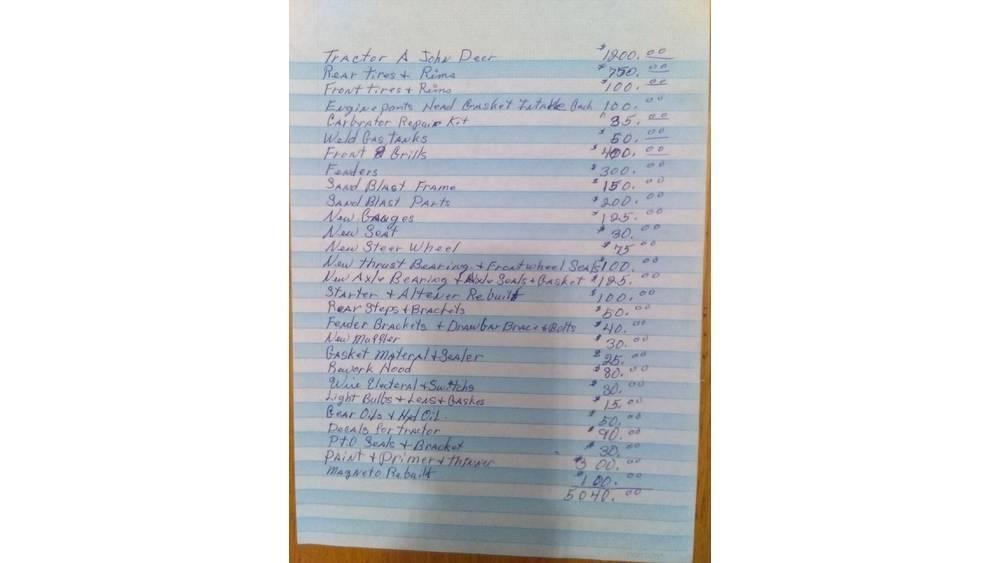 Tractor A John Deer $1200.00
Rear Tires + Rims $750.00
Front Tires + Rims $100.00
Engine parts Head Gasket Intake Each 100.00
Carbrator Repair Kit $35.00
Weld Gas Tanks $50.00
Front Grills $400.00
Fenders $300.00
Sand Blast Frame $150.00
Sand Blast Parts $200.00
New Gauges $125.00
New Seat $30.00
New Steer Wheel $75.00
New thrust Bearing + Front wheel Seals $100.00
New Axle Bearing + Axle Seals + Gasket $125.00
Starter + Altener Rebuilt $100.00
Rear Steps + Brackets $50.00
Fender Brackets + Drawbar Brace + Bolts $40.00
New Muffler $30.00
Gasket Materal + Sealer $25.00
Rework Hood $80.00
Wire Electeral + Switchs $30.00
Light Bulbs + Lens + Gaskes $15.00
Gear Oils + Hyd Oil. $50.00
Decals for tractor $90.00
P.t.O Seals + Bracket $30.00
Paint + Primer + thinner $300.00
Magneto Rebuilt $100.00
5040.00